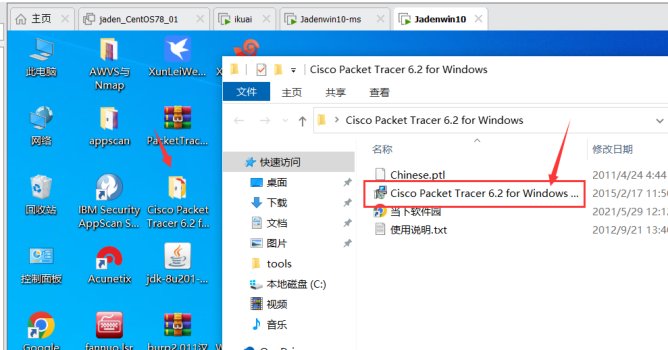 主页
jaden_CentOS78_01
ikuai
Jadenwin10-ms
Jadenwin10
此电脑
AWVS与
Nmap
XunLeiWe...
网络
appscan
PacketTrac...
回收站
IBM Security
AppScan S...
Cisco Packet
Tracer 6.2 f...
控制面板
Acunetix
jdk-8u201-...
Google
Cisco Packet Tracer 6.2 for Windows
文件
主页
共享
查看
Cisco Packet Tracer 6.2 for Windows
名称
修改日期
快速访问
桌面
下载
文档
图片
tools
本地磁盘 (C:)
视频
音乐
Chinese.ptl
2011/4/24 4:44
Cisco Packet Tracer 6.2 for Windows ...
2015/2/17 11:50
当下软件园
2021/5/29 12:1
使用说明.txt
2012/9/21 13:40